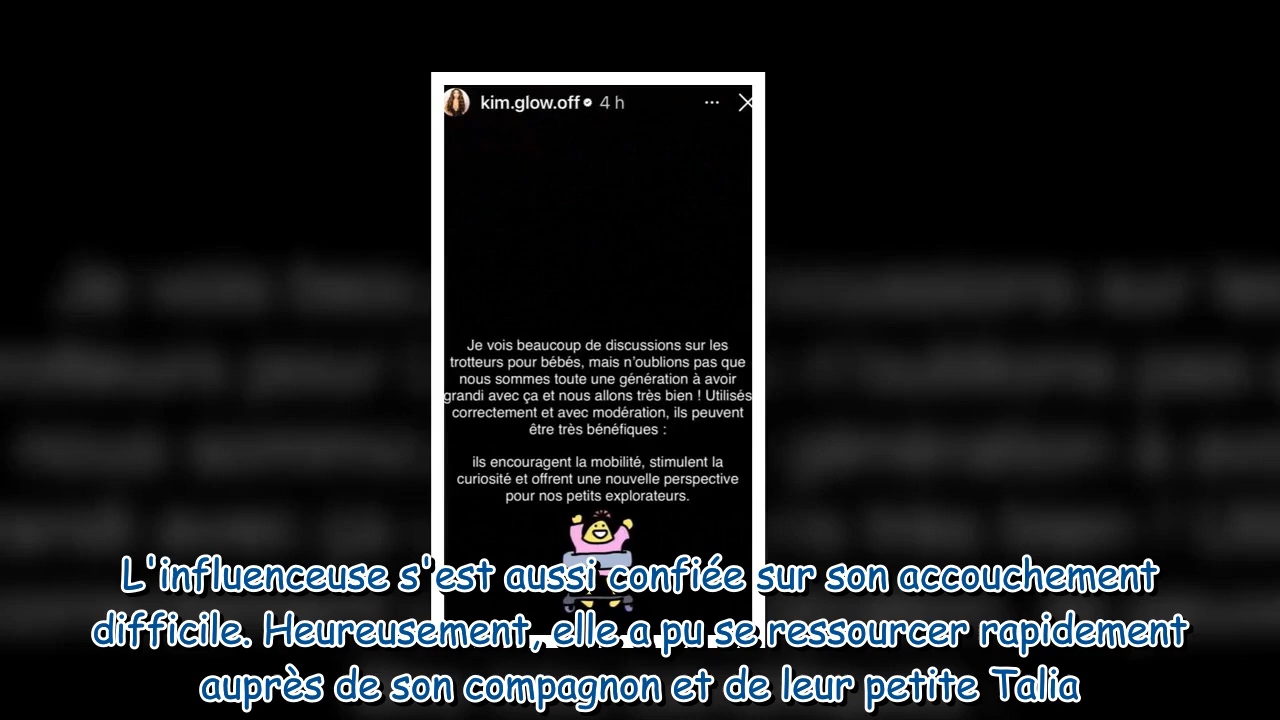 kim.glow.off 4 h
Je vois beaucoup de discussions sur les
trotteurs pour bébés, mais n'oublions pas que
nous sommes toute une génération à avoir
grandi avec ça et nous allons très bien ! Utilisés
correctement et avec modération, ils peuvent
être très bénéfiques :
ils encouragent la mobilité, stimulent la
curiosité et offrent une nouvelle perspective
pour nos petits explorateurs.
L'influenceuse s'est aussi confiée sur son accouchement
difficile. Heureusement, elle a pu se ressourcer rapidement
auprès de son compagnon et de leur petite Talia